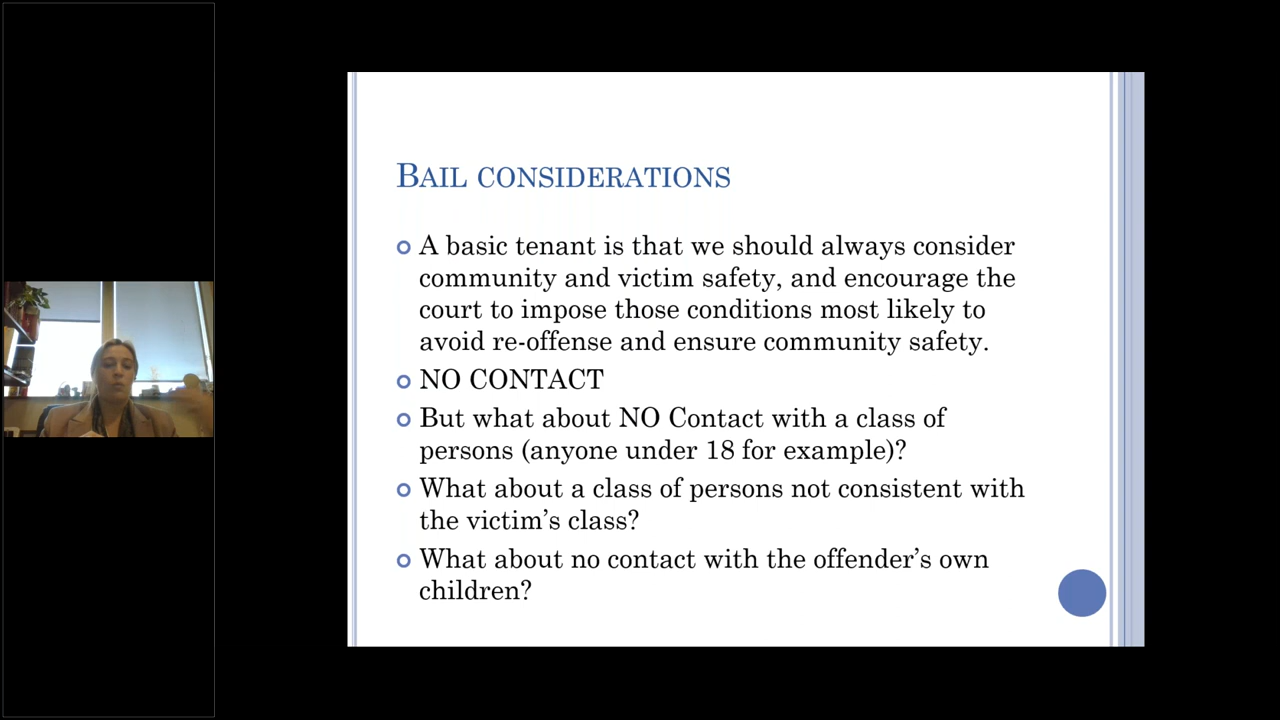 BAIL CONSIDERATIONS
A basic tenant is that we should always consider
community and victim safety, and encourage the
court to impose those conditions most likely to
avoid re-offense and ensure community safety.
NO CONTACT
But what about NO Contact with a class of
persons (anyone under 18 for example)?
What about a class of persons not consistent with
the victim’s class?
What about no contact with the offender’s own
children?